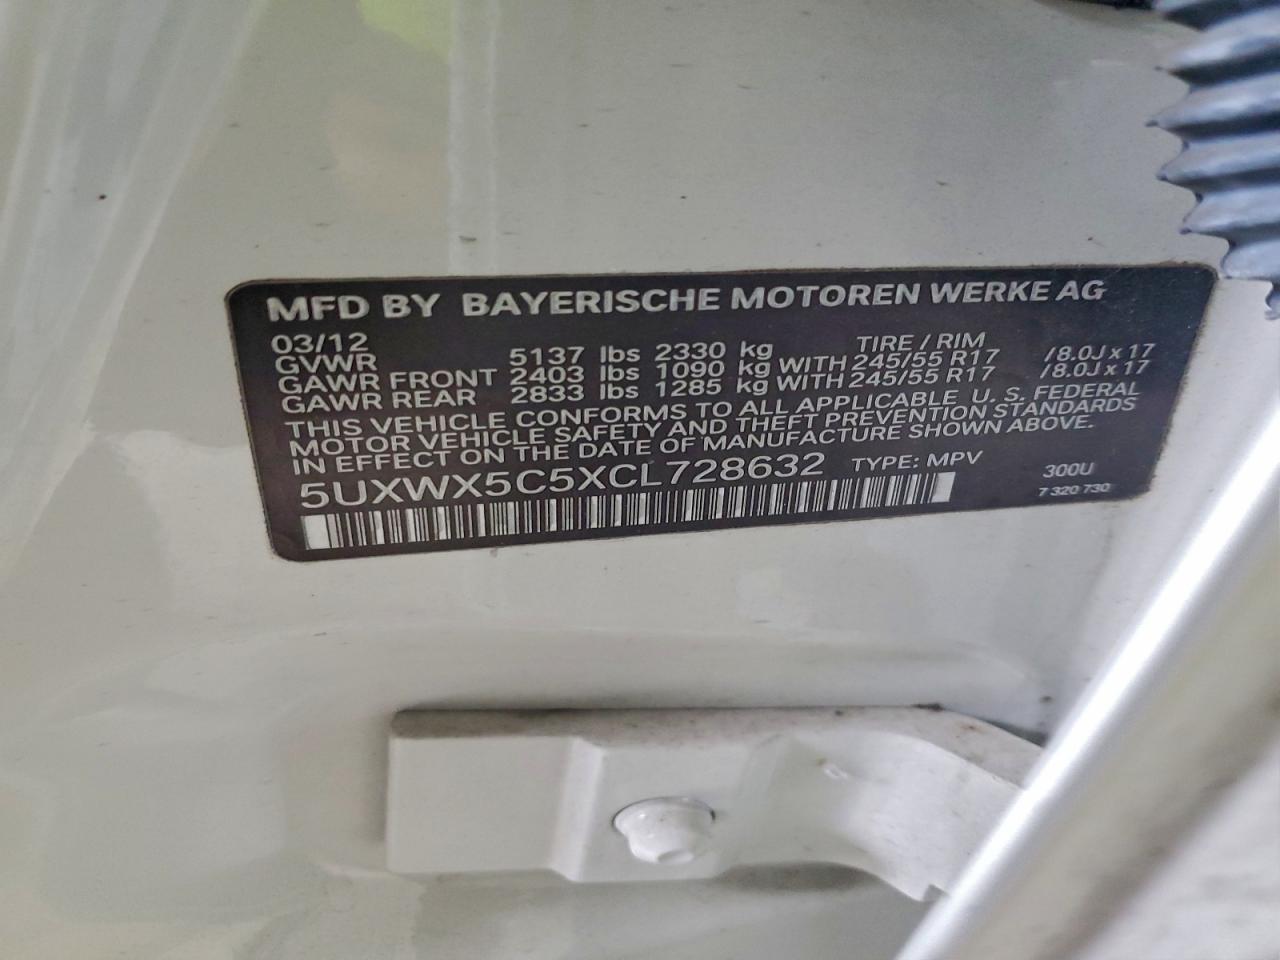 MFD BY BAYERISCHE MOTOREN WERKE AG
03/12 TIRE / RIM
GVWR 5137 lbs 2330 kg
GAWR FRONT 2403 lbs 1090 kg WITH 245/55 R17 /8.0J x 17
GAWR REAR 2833 lbs 1285 kg WITH 245/55 R17 /8.0J x 17
THIS VEHICLE CONFORMS TO ALL APPLICABLE U. S. FEDERAL
MOTOR VEHICLE SAFETY AND THEFT PREVENTION STANDARDS
IN EFFECT ON THE DATE OF MANUFACTURE SHOWN ABOVE.
5UXWX5C5XCL728632 TYPE: MPV 300U
7 320 730